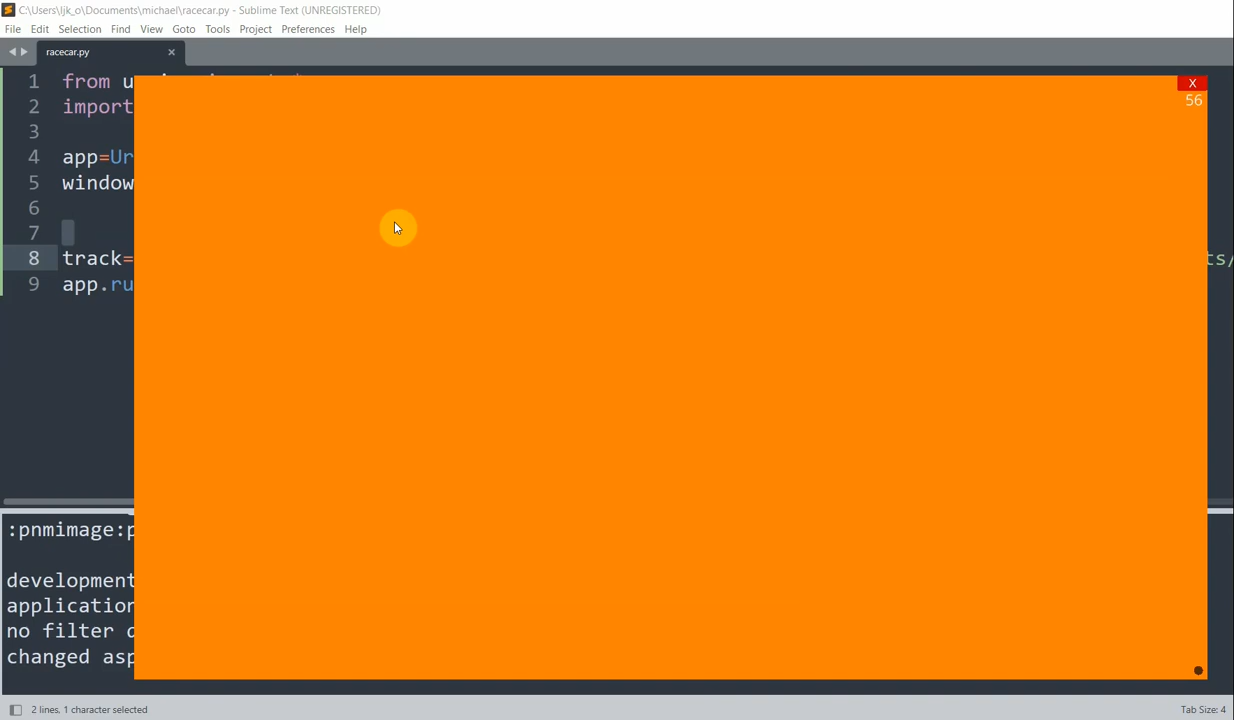 C:\Users\ljk_o\Documents\michael\racecar.py - Sublime Text (UNREGISTERED)
File Edit Selection Find View Goto Tools Project Preferences Help
racecar.py
1 from
2 import
3
4 app=Ur
5 window
6
7
8 track= ts/
9 app.ru
X
56
:pnmimage:
development
application
no filter
changed asp
2 lines, 1 character selected
Tab Size: 4